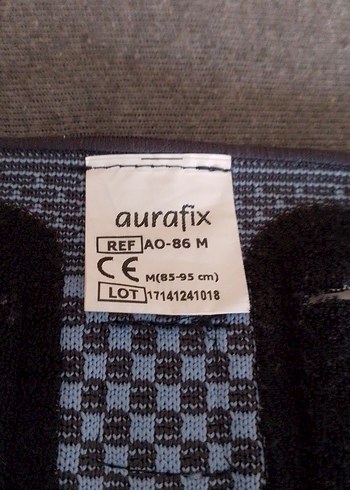 aurafix
REF AO-86 M
CE M(85-95 cm)
LOT 17141241018